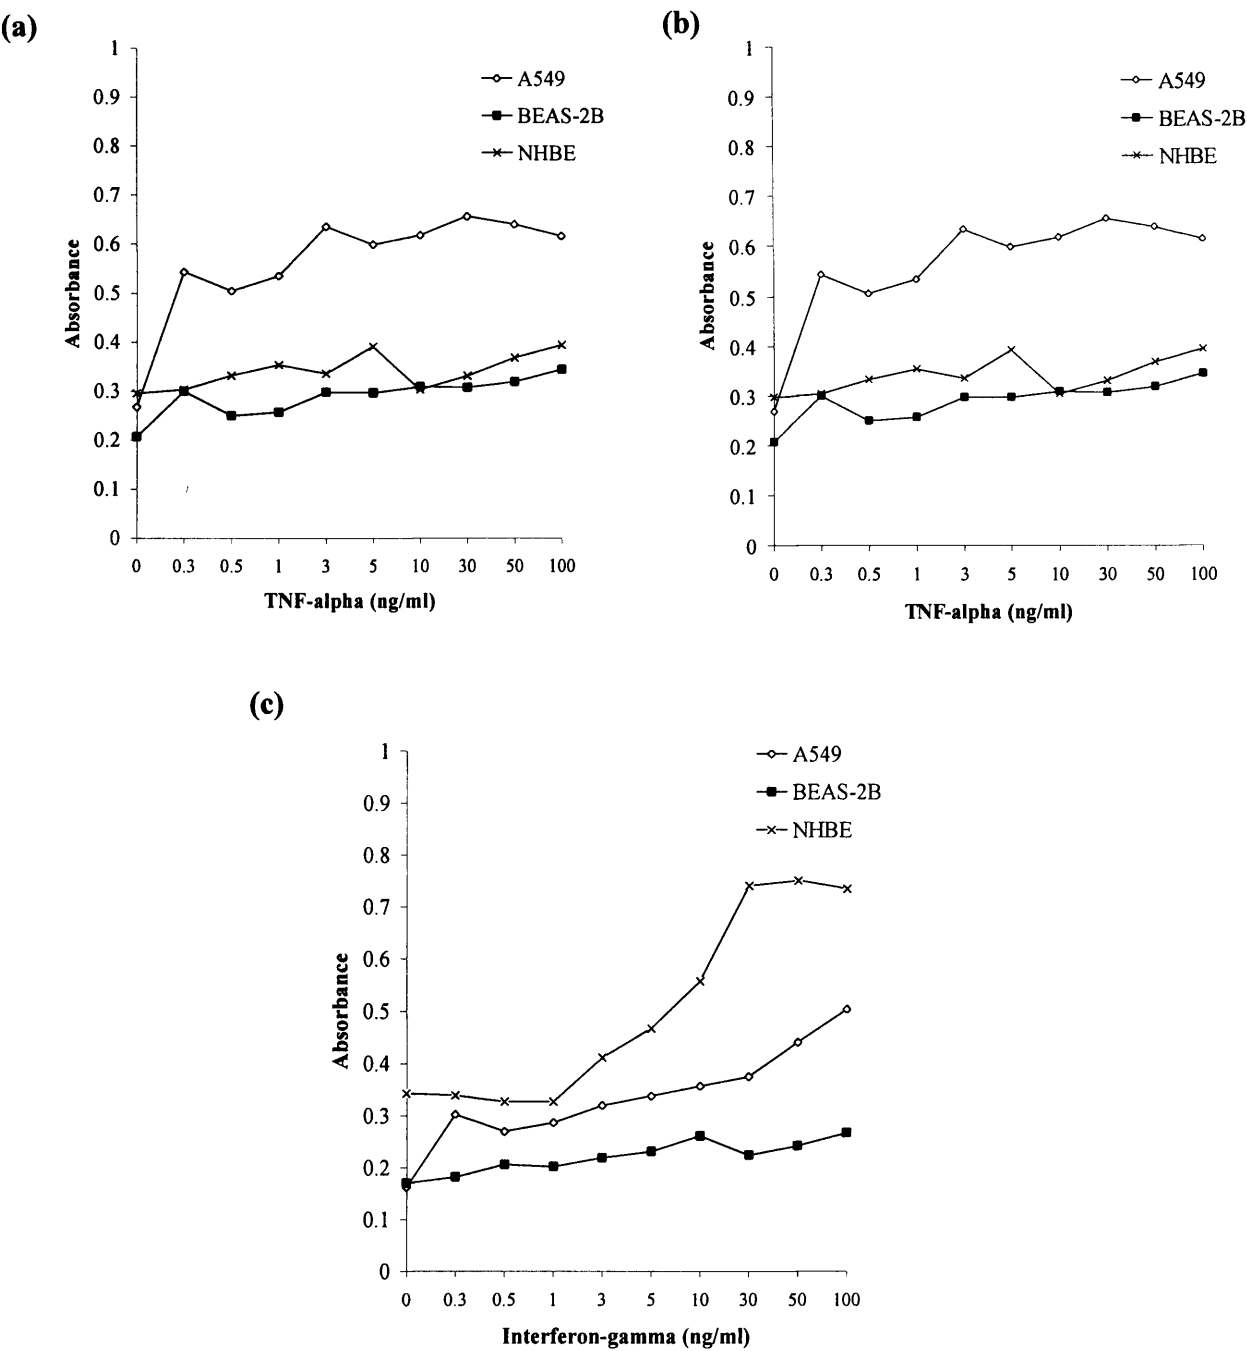 (a)
1
0.9
0.8
0.7
0.6
0.5
0.4
0.3
0.2
0.1
0
Absorbance
A549
BEAS-2B
NHBE
0 0.3 0.5 1 3 5 10 30 50 100
TNF-alpha (ng/ml)
(b)
1
0.9
0.8
0.7
0.6
0.5
0.4
0.3
0.2
0.1
0
Absorbance
A549
BEAS-2B
NHBE
0 0.3 0.5 1 3 5 10 30 50 100
TNF-alpha (ng/ml)
(c)
1
0.9
0.8
0.7
0.6
0.5
0.4
0.3
0.2
0.1
0
Absorbance
A549
BEAS-2B
NHBE
0 0.3 0.5 1 3 5 10 30 50 100
Interferon-gamma (ng/ml)